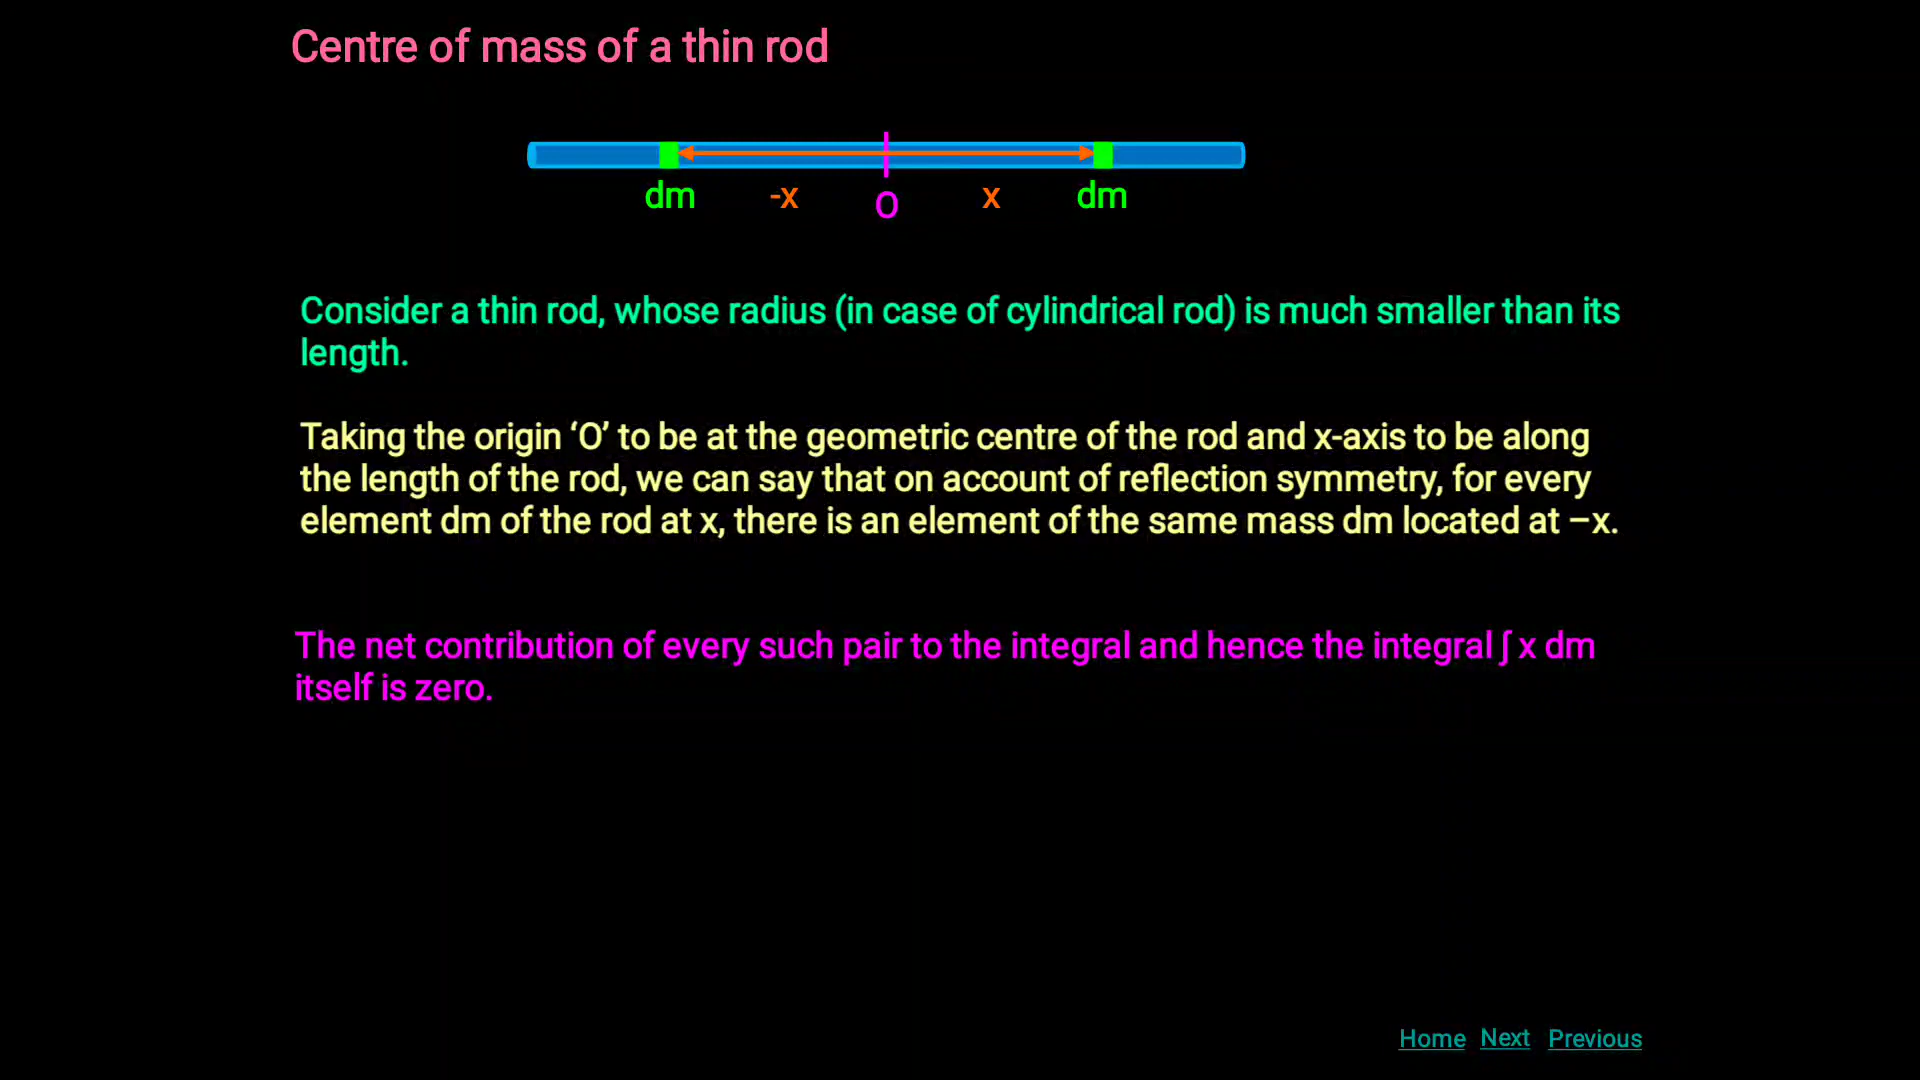 Centre of mass of a thin rod
dm -x O x dm
Consider a thin rod, whose radius (in case of cylindrical rod) is much smaller than its
length.
Taking the origin ‘O’ to be at the geometric centre of the rod and x-axis to be along
the length of the rod, we can say that on account of reflection symmetry, for every
element dm of the rod at x, there is an element of the same mass dm located at –x.
The net contribution of every such pair to the integral and hence the integral ∫ x dm
itself is zero.
Home Next Previous